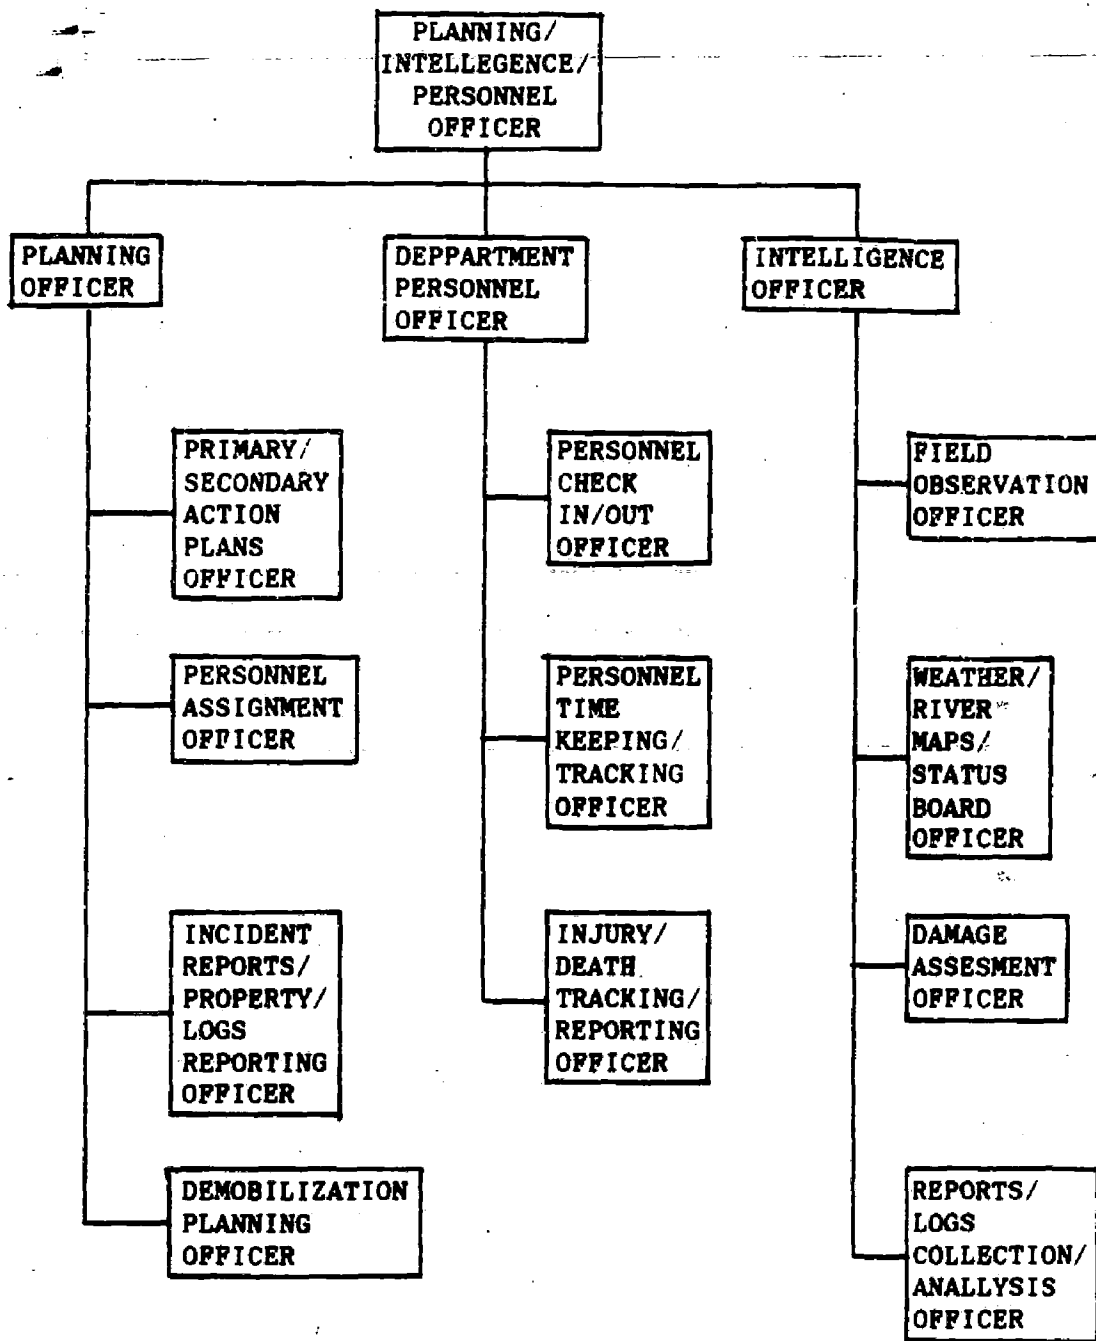 PLANNING/
INTELLEGENCE/
PERSONNEL
OFFICER
PLANNING
OFFICER
DEPPARTMENT
PERSONNEL
OFFICER
INTELLIGENCE
OFFICER
PRIMARY/
SECONDARY
ACTION
PLANS
OFFICER
PERSONNEL
ASSIGNMENT
OFFICER
INCIDENT
REPORTS/
PROPERTY/
LOGS
REPORTING
OFFICER
DEMOBILIZATION
PLANNING
OFFICER
PERSONNEL
CHECK
IN/OUT
OFFICER
PERSONNEL
TIME
KEEPING/
TRACKING
OFFICER
INJURY/
DEATH
TRACKING/
REPORTING
OFFICER
FIELD
OBSERVATION
OFFICER
WEATHER/
RIVER
MAPS/
STATUS
BOARD
OFFICER
DAMAGE
ASSESMENT
OFFICER
REPORTS/
LOGS
COLLECTION/
ANALLYSIS
OFFICER